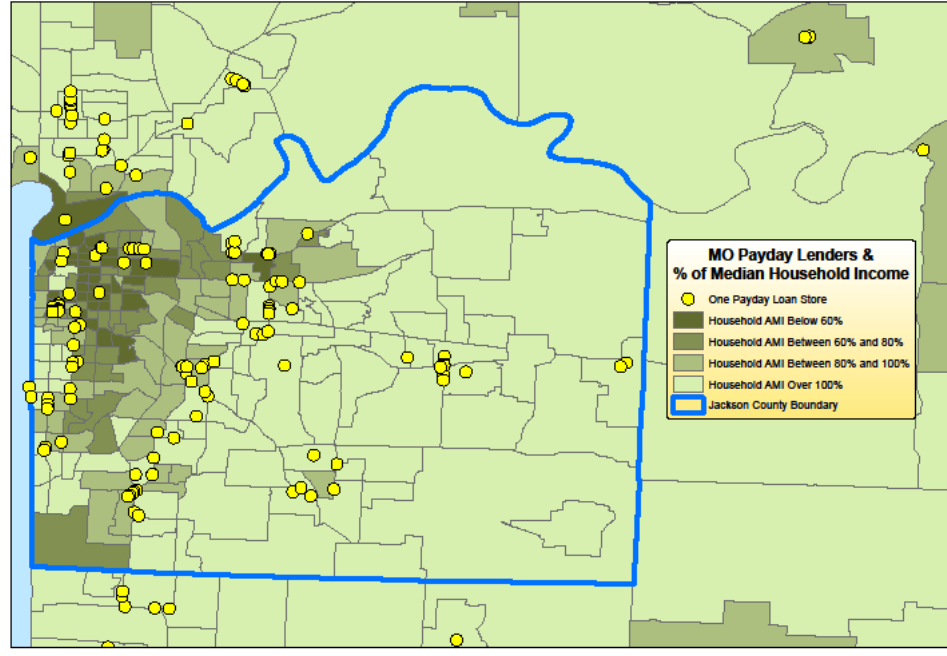 MO Payday Lenders &
% of Median Household Income
One Payday Loan Store
Household AMI Below 60%
Household AMI Between 60% and 80%
Household AMI Between 80% and 100%
Household AMI Over 100%
Jackson County Boundary